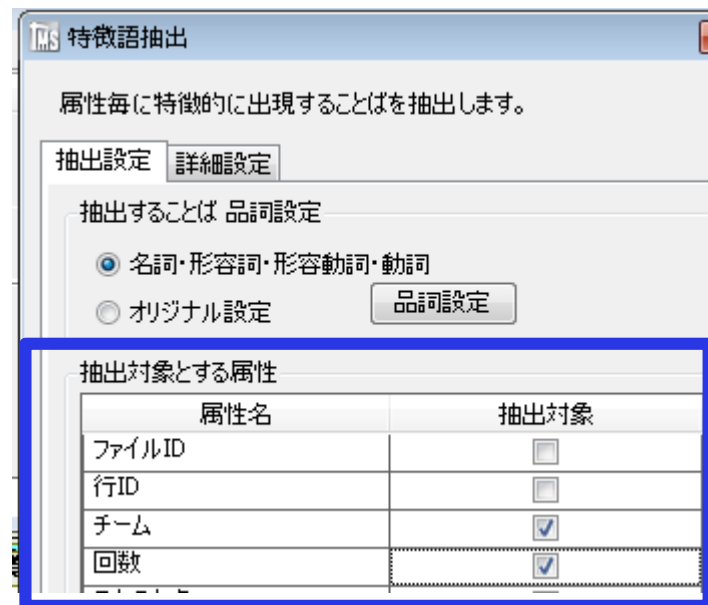 TMS 特徴語抽出
属性毎に特徴的に出現することばを抽出します。
抽出設定 詳細設定
抽出することば 品詞設定
名詞・形容詞・形容動詞・動詞
オリジナル設定 品詞設定
抽出対象とする属性
属性名 抽出対象
ファイルID
行ID
チーム
回数